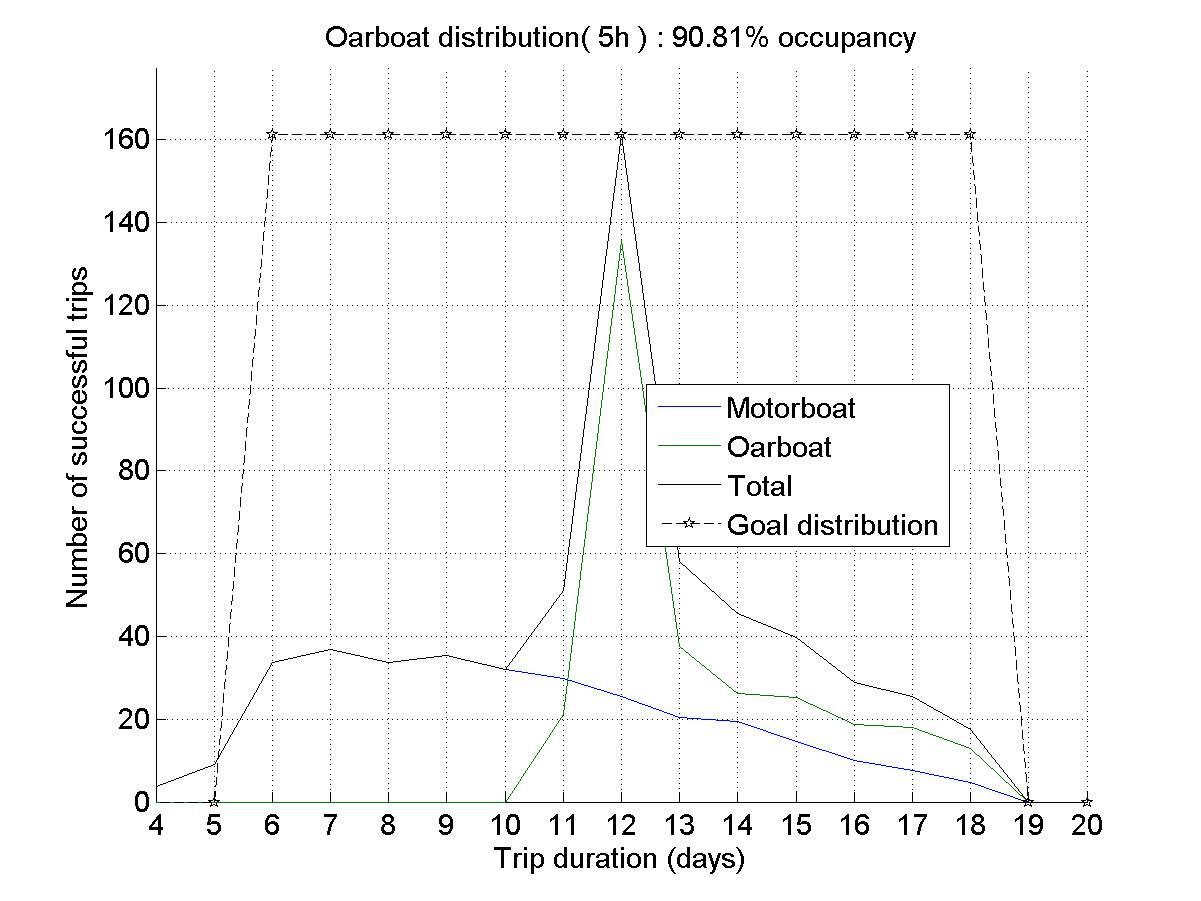 Oarboat distribution( 5h ) : 90.81% occupancy
Number of successful trips
160
140
120
100
80
60
40
20
0
Motorboat
Oarboat
Total
Goal distribution
4 5 6 7 8 9 10 11 12 13 14 15 16 17 18 19 20
Trip duration (days)